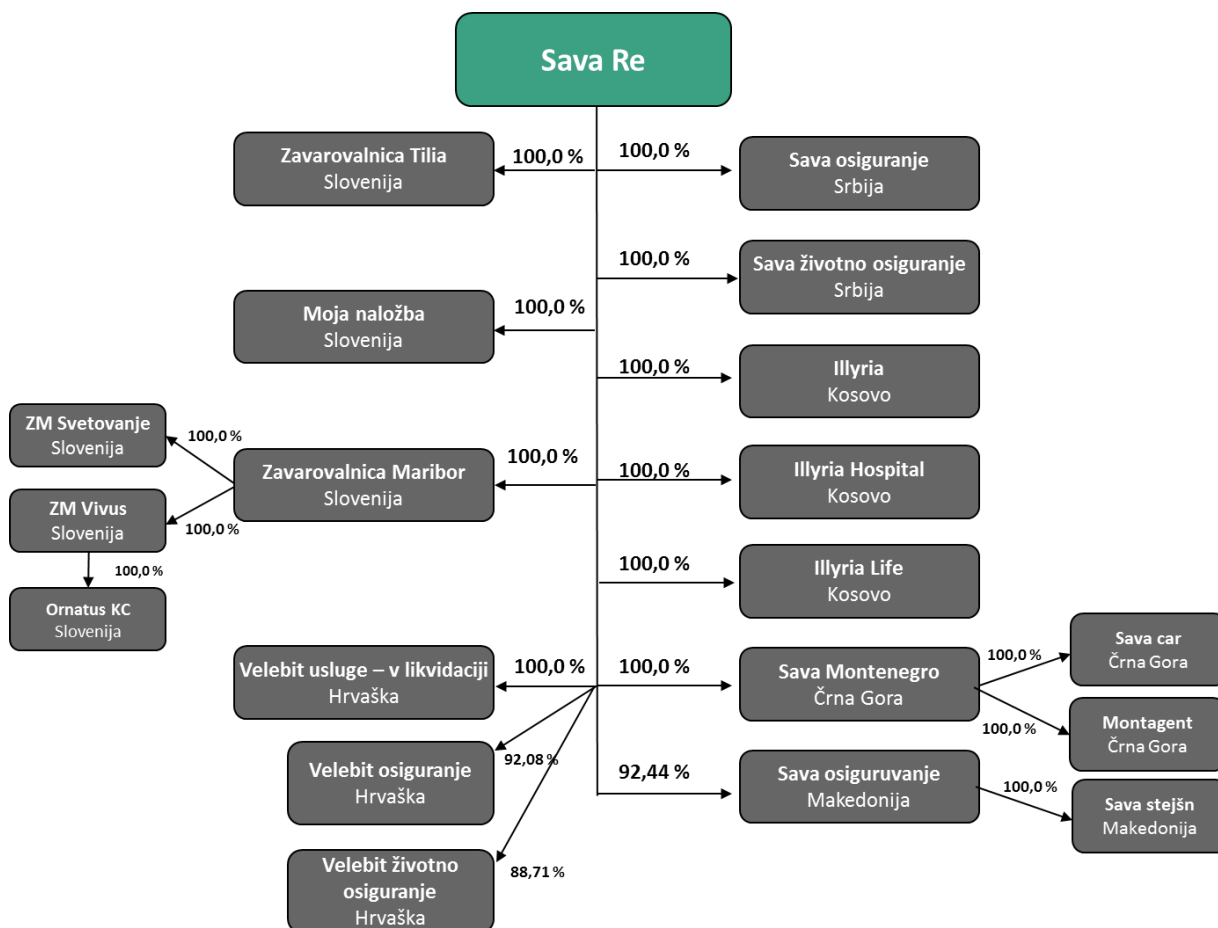 Sava Re
Zavarovalnica Tilia
Slovenija
100,0 %
100,0 %
Sava osiguranje
Srbija
100,0 %
Sava životno osiguranje
Srbija
Moja naložba
Slovenija
100,0 %
100,0 %
Illyria
Kosovo
ZM Svetovanje
Slovenija
100,0 %
Zavarovalnica Maribor
Slovenija
100,0 %
100,0 %
Illyria Hospital
Kosovo
ZM Vivus
Slovenija
100,0 %
100,0 %
Ornatus KC
Slovenija
100,0 %
Illyria Life
Kosovo
Velebit usluge – v likvidaciji
Hrvaška
100,0 %
100,0 %
Sava Montenegro
Črna Gora
100,0 %
Sava car
Črna Gora
100,0 %
Montagent
Črna Gora
Velebit osiguranje
Hrvaška
92,08 %
92,44 %
Sava osiguruvanje
Makedonija
100,0 %
Sava stejšn
Makedonija
Velebit životno
osiguranje
Hrvaška
88,71 %